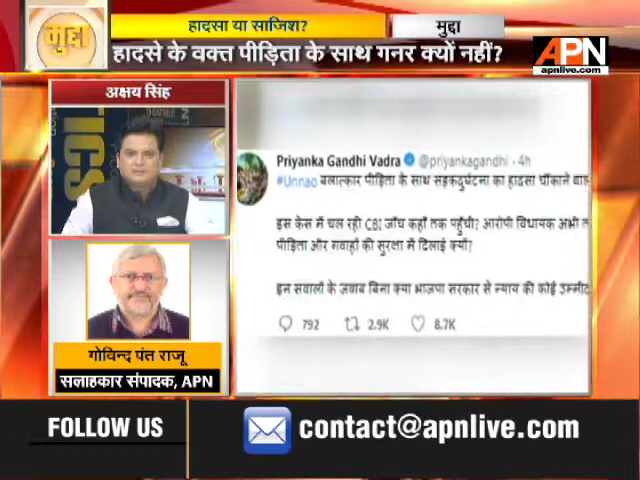 हादसा या साजिश?
मुद्दा
मुद्दा
हादसे के वक्त पीड़िता के साथ गनर क्यों नहीं?
APN
apnlive.com
अक्षय सिंह
Priyanka Gandhi Vadra @priyankagandhi · 4h
#Unnao बलात्कार पीड़िता के साथ सड़कदुर्घटना का हादसा चौंकाने
इस केस में चल रही CBI जाँच कहाँ तक पहुँची? आरोपी विधायक अभी
पीड़िता और गवाहों की सुरक्षा में ढिलाई क्यों?
इन सवालों के जवाब बिना क्या भाजपा सरकार से न्याय की कोई
792 2.9K 8.7K
गोविन्द पंत राजू
सलाहकार संपादक, APN
FOLLOW US
contact@apnlive.com